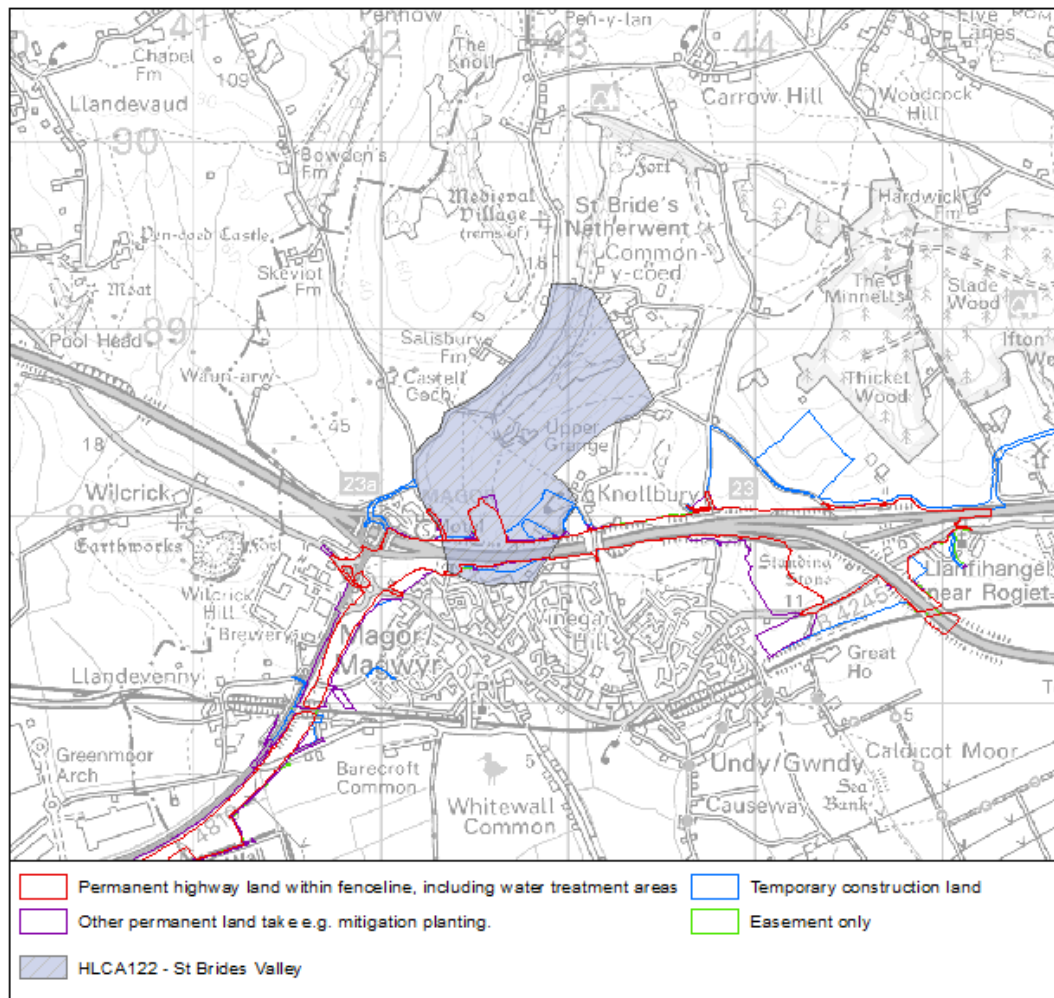 41
42
43
44
Pennow
Pen-y-lan
Five
Lanes
Chapel
Fm
The
Knoll
109
Llandevaud
Carrow Hill
Woodcock
Hill
90
Bowden's
Fm
Fort
Medieval
Village
(rems of)
St Bride's
Netherwent
Hardwick
Fm
Pen-coed Castle
18
Common
-y-coed
Skeviot
Fm
Moat
The
Minnetts
Slade
Wood
89
Pool Head
Salisbury
Fm
Ifton
Waun-arw
Castell
Coch
Thicket
Wood
45
Upper
Grange
18
23a
Wilcrick
MAGOR
Knollbury
23
88
Motel
Earthworks
Fort
Standing
Stone
Llanfihangel
near Rogiet
Wilcrick
Hill
11
A4245
Brewery
Vinegar
Hill
Magor/
Magwyr
Great
Ho
Llandevenny
7
5
Greenmoor
Arch
Barecroft
Common
5
Undy/Gwndy
Caldicot Moor
Whitewall
Common
Causeway
Sea
Bank
A4810
Wall
Permanent highway land within fenceline, including water treatment areas
Temporary construction land
Other permanent land take e.g. mitigation planting.
Easement only
HLCA122 - St Brides Valley